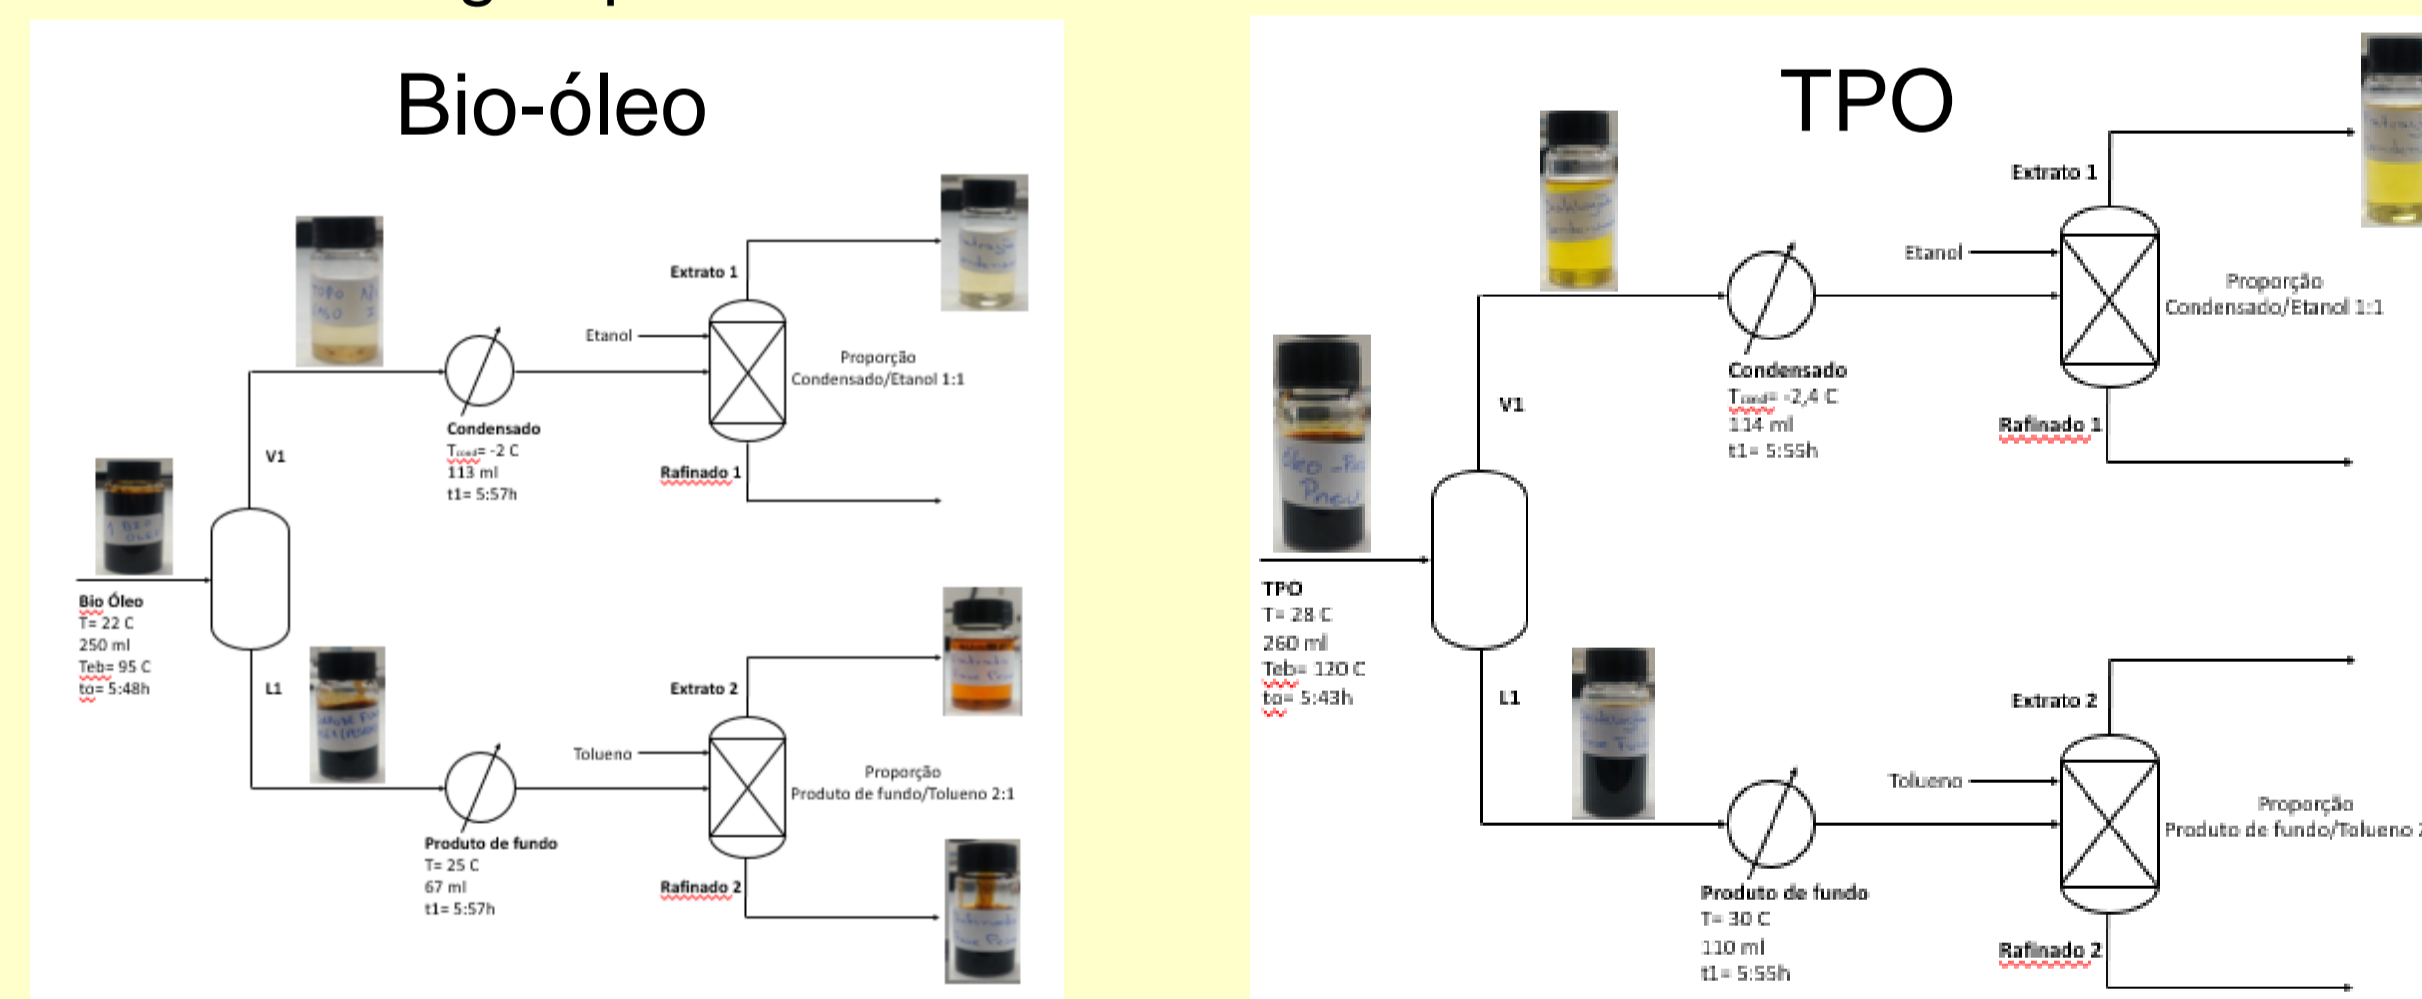 Bio-óleo
Extrato 1
Etanol
Proporção
Condensado/Etanol 1:1
Condensado
Tcond= -2 C
113 ml
t1= 5:57h
V1
Rafinado 1
Bio Óleo
T= 22 C
250 ml
Teb= 95 C
to= 5:48h
L1
Extrato 2
Tolueno
Proporção
Produto de fundo/Tolueno 2:1
Produto de fundo
T= 25 C
67 ml
t1= 5:57h
Rafinado 2
TPO
Extrato 1
Etanol
Proporção
Condensado/Etanol 1:1
Condensado
Tcond= -2,4 C
114 ml
t1= 5:55h
V1
Rafinado 1
TPO
T= 28 C
260 ml
Teb= 120 C
to= 5:43h
L1
Extrato 2
Tolueno
Proporção
Produto de fundo/Tolueno
Produto de fundo
T= 30 C
110 ml
t1= 5:55h
Rafinado 2
BIO
ÓLEO
TOPO
Pneu